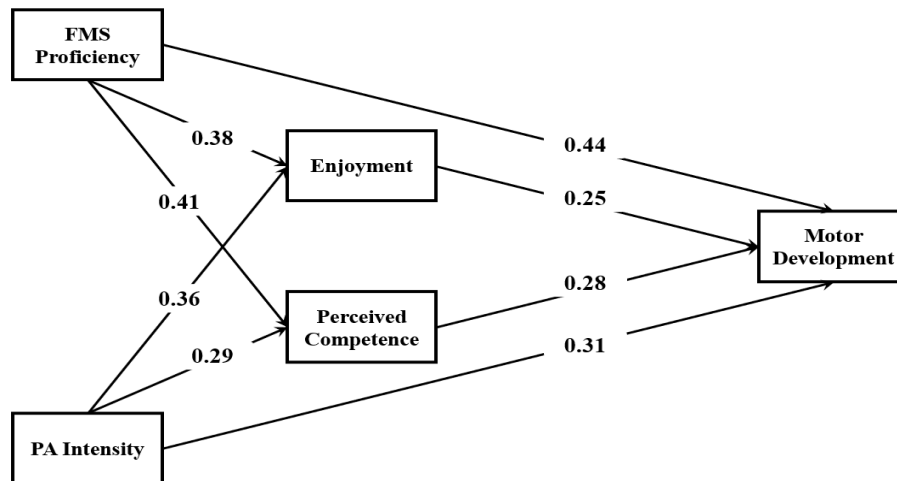 FMS
Proficiency
0.38
0.44
Enjoyment
0.25
0.41
Motor
Development
0.28
0.36
Perceived
Competence
0.29
0.31
PA Intensity